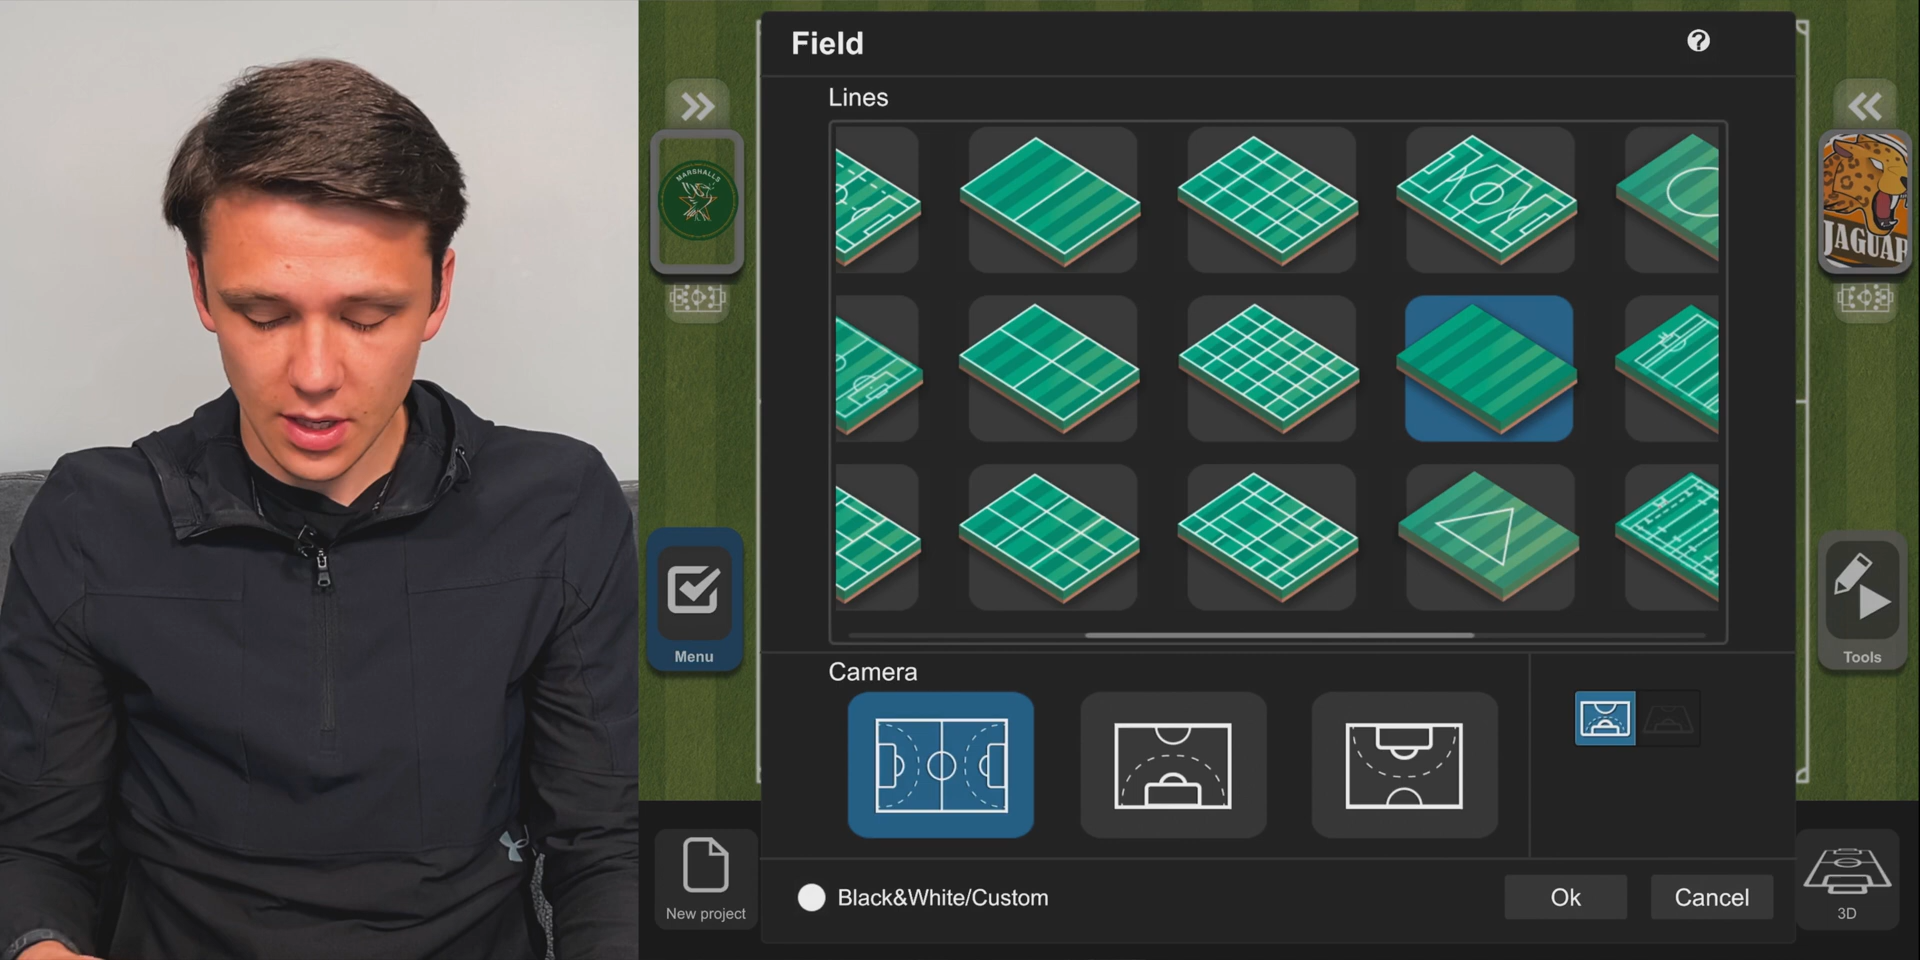 Field
?
Lines
MARSHALLS
JAGUAR
Menu
Tools
Camera
New project
Black&White/Custom
Ok
Cancel
3D